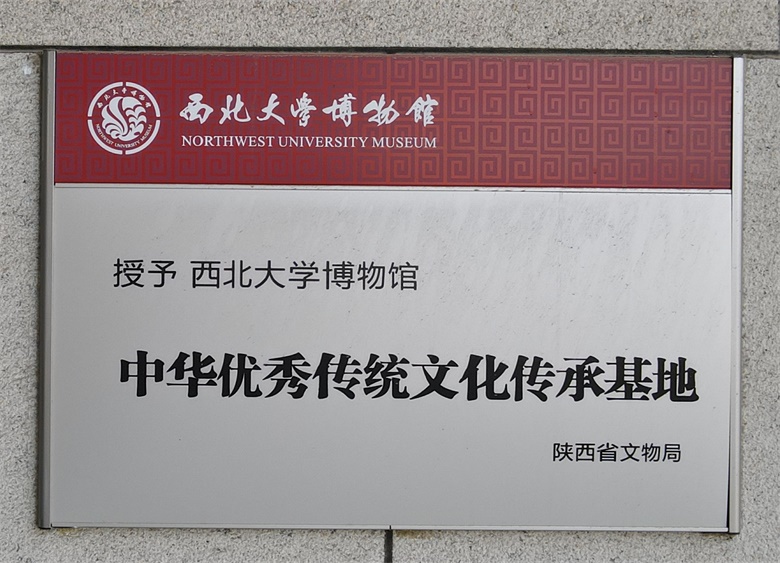 西北大学博物館
NORTHWEST UNIVERSITY MUSEUM
授予 西北大学博物馆
中华优秀传统文化传承基地
陕西省文物局